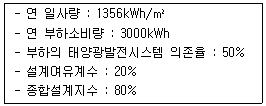 - 연 일사량 : 1356kWh/㎡
- 연 부하소비량 : 3000kWh
- 부하의 태양광발전시스템 의존율 : 50%
- 설계여유계수 : 20%
- 종합설계지수 : 80%